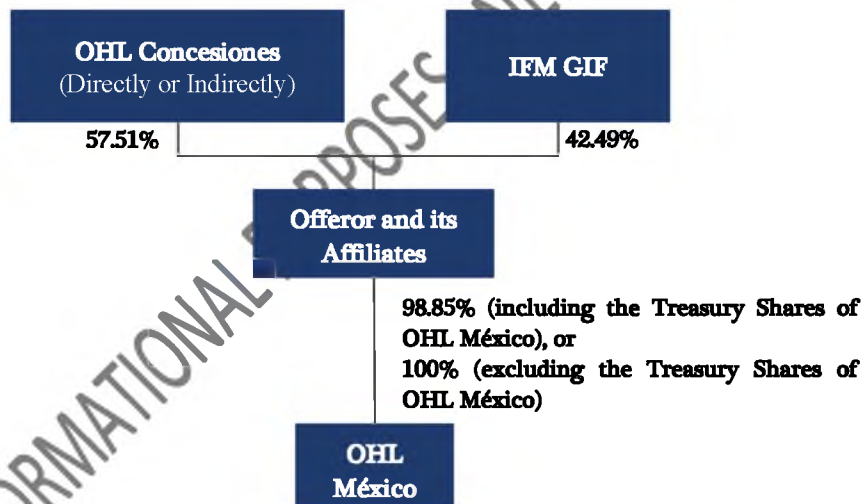 OHL Concesiones
(Directly or Indirectly)
IFM GIF
57.51%
42.49%
Offeror and its
Affiliates
98.85% (including the Treasury Shares of
OHL México), or
100% (excluding the Treasury Shares of
OHL México)
OHL
México